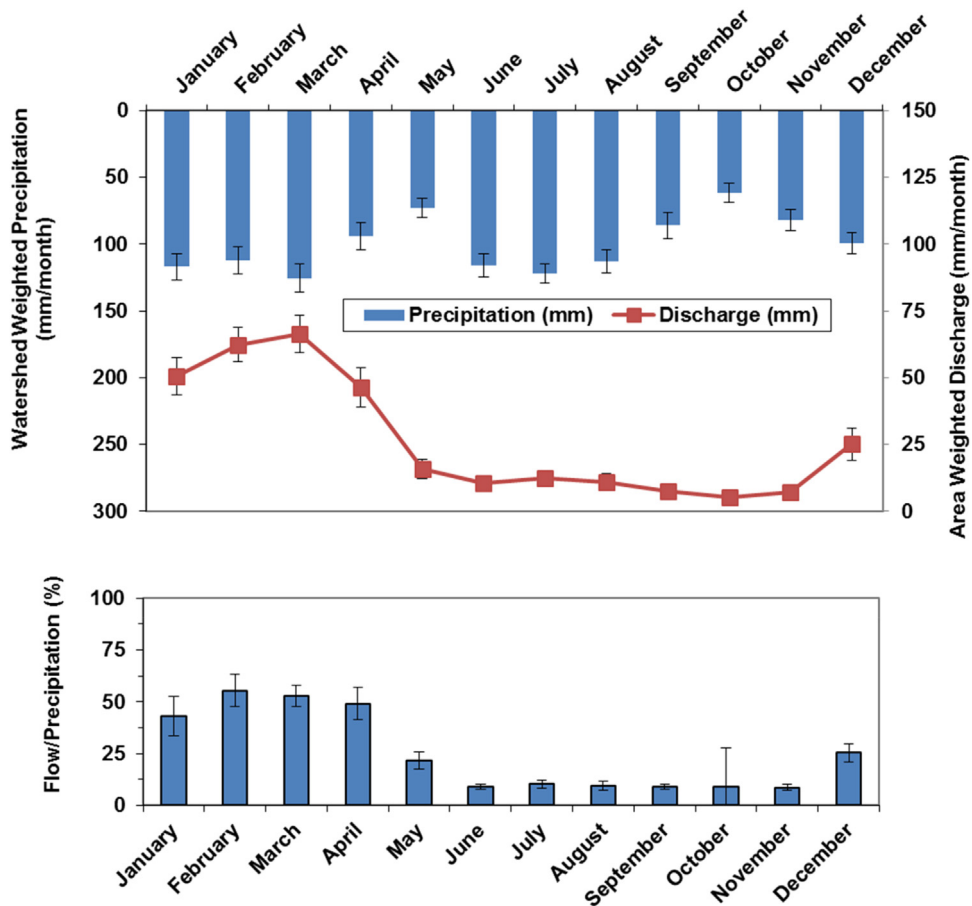 January
February
March
April
May
June
July
August
September
October
November
December
Watershed Weighted Precipitation
(mm/month)
0
50
100
150
200
250
300
Precipitation (mm)
Discharge (mm)
150
125
100
75
50
25
0
Area Weighted Discharge (mm/month)
Flow/Precipitation (%)
100
75
50
25
0
January
February
March
April
May
June
July
August
September
October
November
December